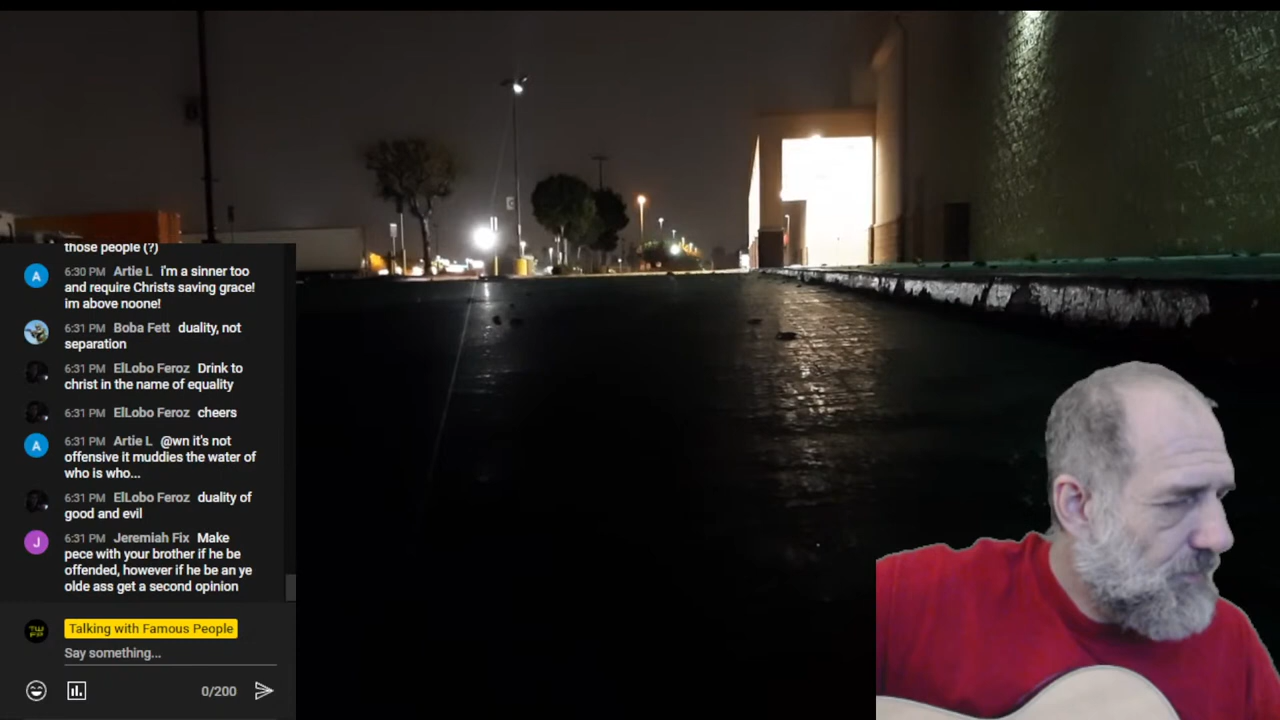 those people (?)
6:30 PM Artie L i'm a sinner too
and require Christs saving grace!
im above noone!
6:31 PM Boba Fett duality, not
separation
6:31 PM ElLobo Feroz Drink to
christ in the name of equality
6:31 PM ElLobo Feroz cheers
A
6:31 PM Artie L @wn it's not
offensive it muddies the water of
who is who...
6:31 PM ElLobo Feroz duality of
good and evil
J
6:31 PM Jeremiah Fix Make
pece with your brother if he be
offended, however if he be an ye
olde ass get a second opinion
TW
FP
Talking with Famous People
Say something...
0/200